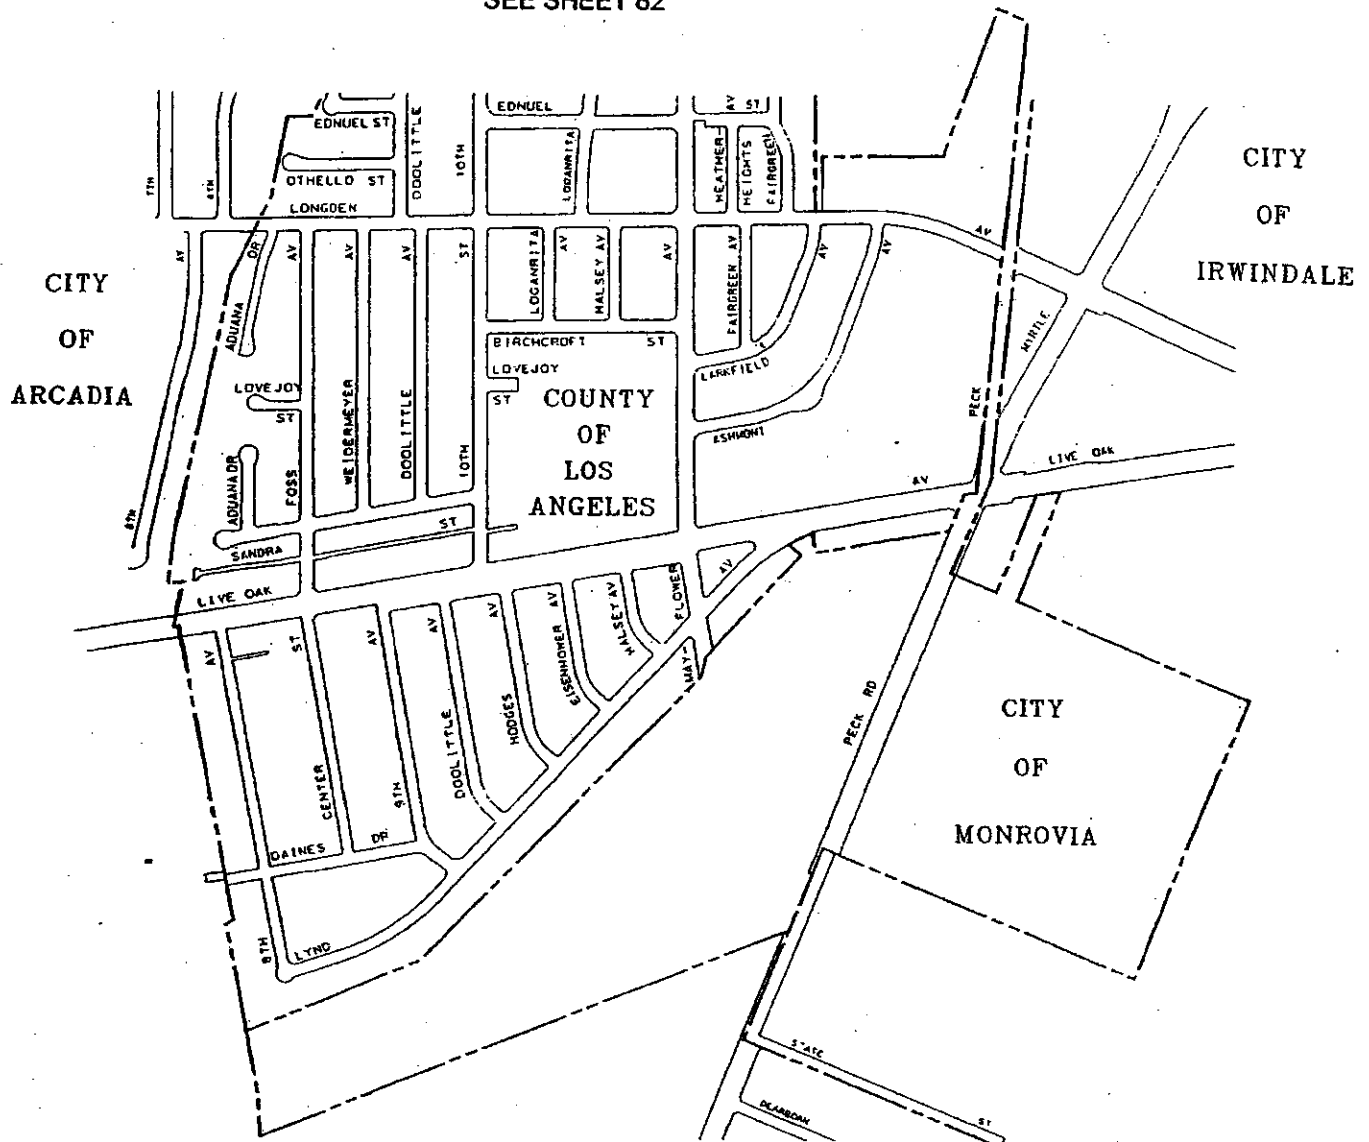 SEE SHEET 82
EDNUEL
AV ST
EDNUEL ST
DOOLITTLE
10TH
LOGANRITA
HEATHER-
HEIGHTS
FAIRGREEN
OTHELLO ST
LONGDEN
7TH
CITY
OF
IRWINDALE
AV
AV
DR
AV
AV
AV
ST
LOGANRITA
AV
HALSEY AV
AV
FAIRGREEN AV
AV
AV
CITY
OF
ARCADIA
ADUANA
BIRCHCROFT ST
MYRTLE
LOVEJOY
ST
LOVEJOY
ST
LARKFIELD
PECK
COUNTY
OF
LOS
ANGELES
ASHMONT
WEIDERMEYER
DOOLITTLE
10TH
ADUANA DR
FOSS
LIVE OAK
AV
8TH
SANDRA
ST
LIVE OAK
AV
AV
ST
AV
AV
AV
AV
HALSEY AV
FLOWER
EISENHOWER
MAY-
HODGES
DOOLITTLE
CENTER
9TH
PECK RD
CITY
OF
MONROVIA
DAINES
DR
8TH
LYND
STATE
ST
DEARBORN